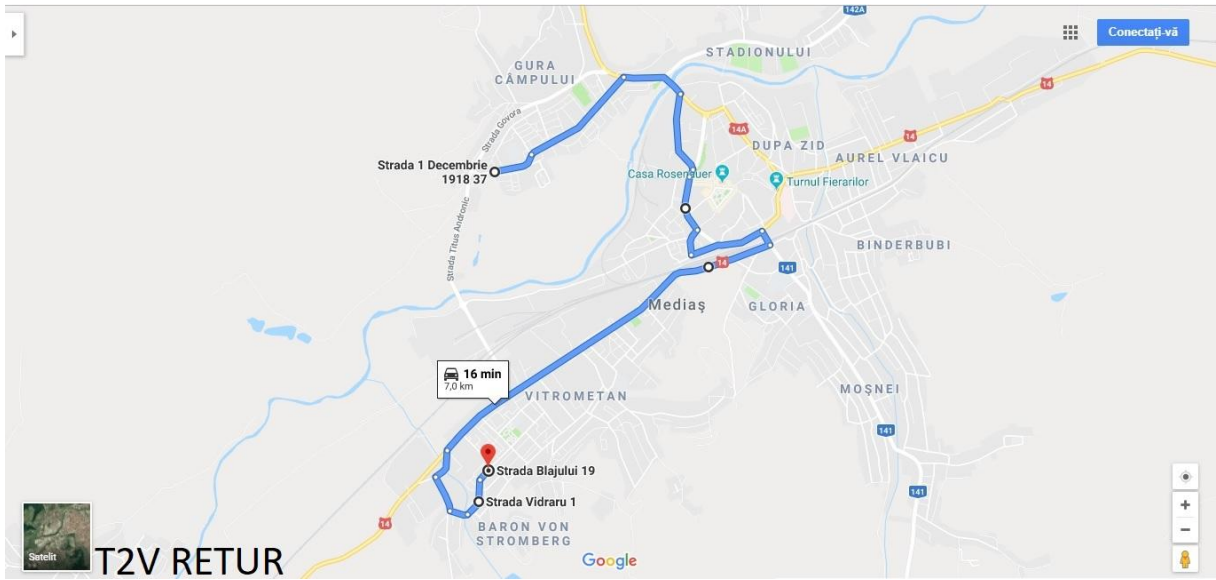 142A
Conectați-vă
STADIONULUI
GURA
CÂMPULUI
14
Strada Govora
14A
14
DUPA ZID
AUREL VLAICU
Strada 1 Decembrie
1918 37
Casa Rosenauer
Turnul Fierarilor
Strada Titus Andronic
BINDERBUBI
14
141
Mediaș
GLORIA
16 min
7,0 km
VITROMETAN
MOȘNEI
141
Strada Blajului 19
141
Strada Vidraru 1
14
BARON VON
STROMBERG
Satelit
Google
T2V RETUR